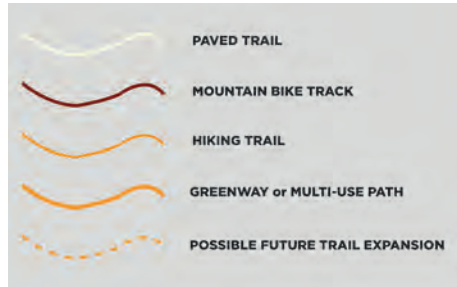 PAVED TRAIL
MOUNTAIN BIKE TRACK
HIKING TRAIL
GREENWAY or MULTI-USE PATH
POSSIBLE FUTURE TRAIL EXPANSION